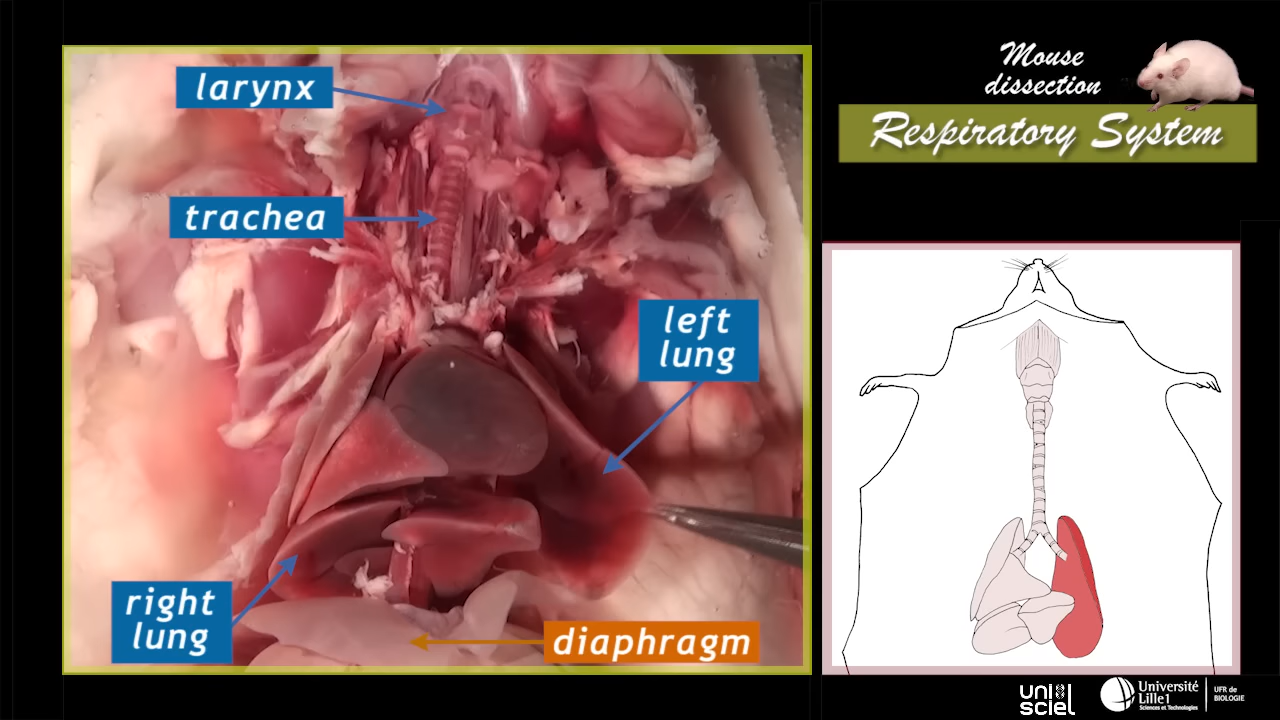 larynx
trachea
left
lung
right
lung
diaphragm
Mouse
dissection
Respiratory System
uni
sciel
Université
Lille1
Sciences et Technologies
UFR de
BIOLOGIE